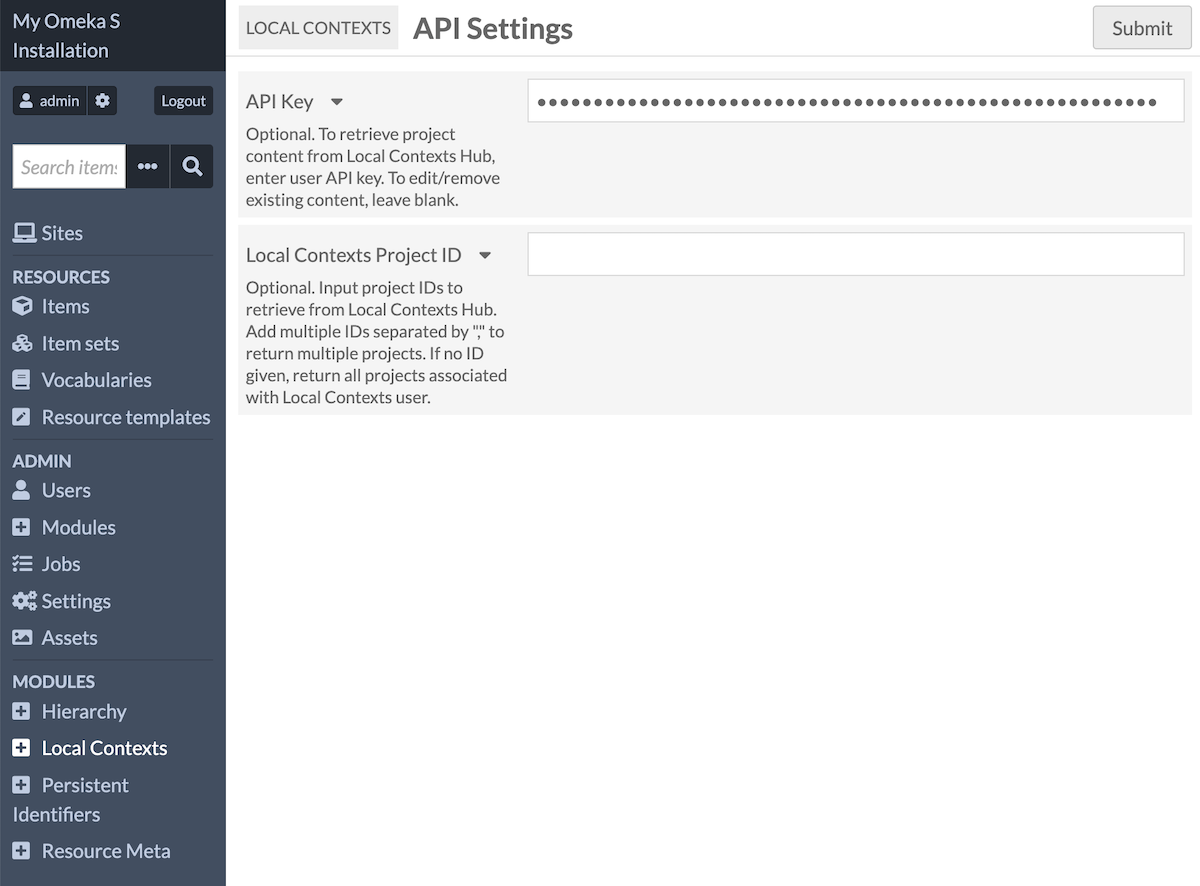 My Omeka S
Installation
admin
Logout
Search items
Sites
RESOURCES
Items
Item sets
Vocabularies
Resource templates
ADMIN
Users
Modules
Jobs
Settings
Assets
MODULES
Hierarchy
Local Contexts
Persistent
Identifiers
Resource Meta
LOCAL CONTEXTS
API Settings
Submit
API Key
Optional. To retrieve project
content from Local Contexts Hub,
enter user API key. To edit/remove
existing content, leave blank.
Local Contexts Project ID
Optional. Input project IDs to
retrieve from Local Contexts Hub.
Add multiple IDs separated by "," to
return multiple projects. If no ID
given, return all projects associated
with Local Contexts user.